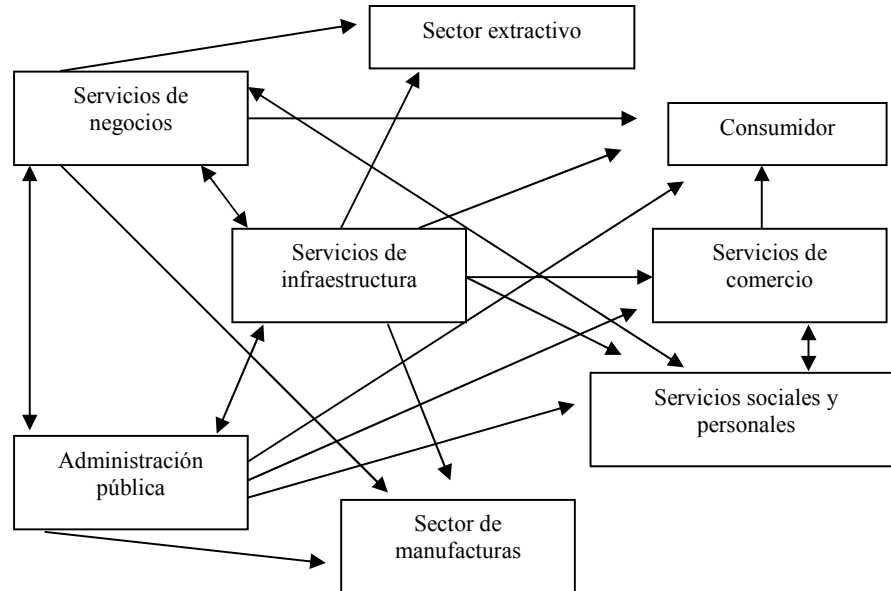 Sector extractivo
Servicios de
negocios
Consumidor
Servicios de
infraestructura
Servicios de
comercio
Servicios sociales y
personales
Administración
pública
Sector de
manufacturas